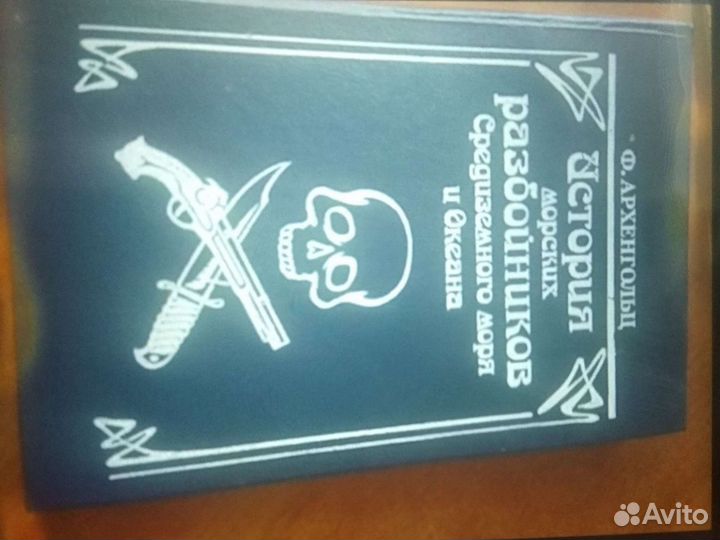 Ф. АРХЕНГОЛЬЦ
История
морских
разбойников
Средиземного моря
и Океана
Avito